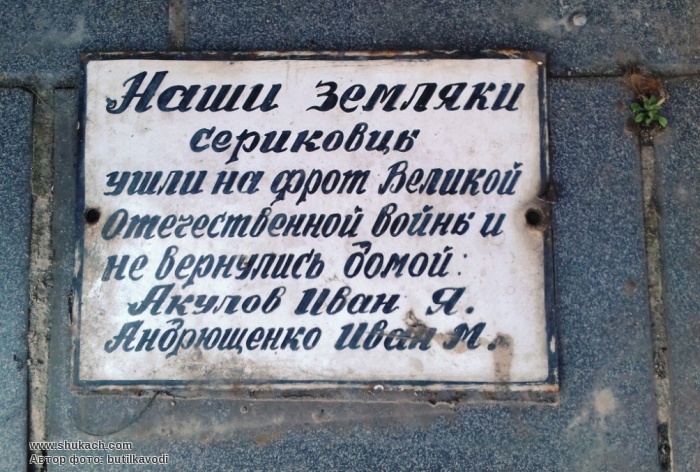 Наши земляки
сериковцы
ушли на фрот Великой
Отечественной войны и
не вернулись домой:
Акулов Иван Я.
Андрющенко Иван М.
www.shukach.com
Автор фото: butilkavodi